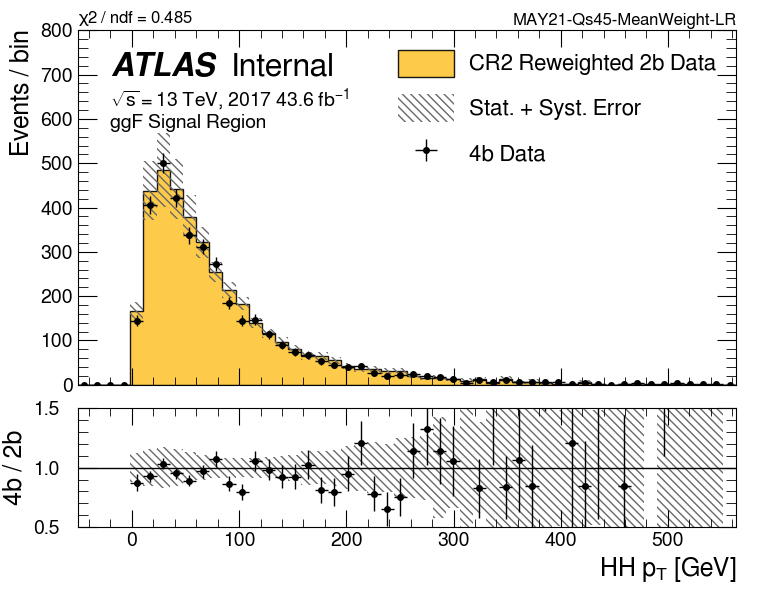 χ2 / ndf = 0.485
MAY21-Qs45-MeanWeight-LR
Events / bin
800
700
600
500
400
300
200
100
0
ATLAS Internal
√s = 13 TeV, 2017 43.6 fb⁻¹
ggF Signal Region
CR2 Reweighted 2b Data
Stat. + Syst. Error
4b Data
4b / 2b
1.5
1.0
0.5
0 100 200 300 400 500
HH pT [GeV]